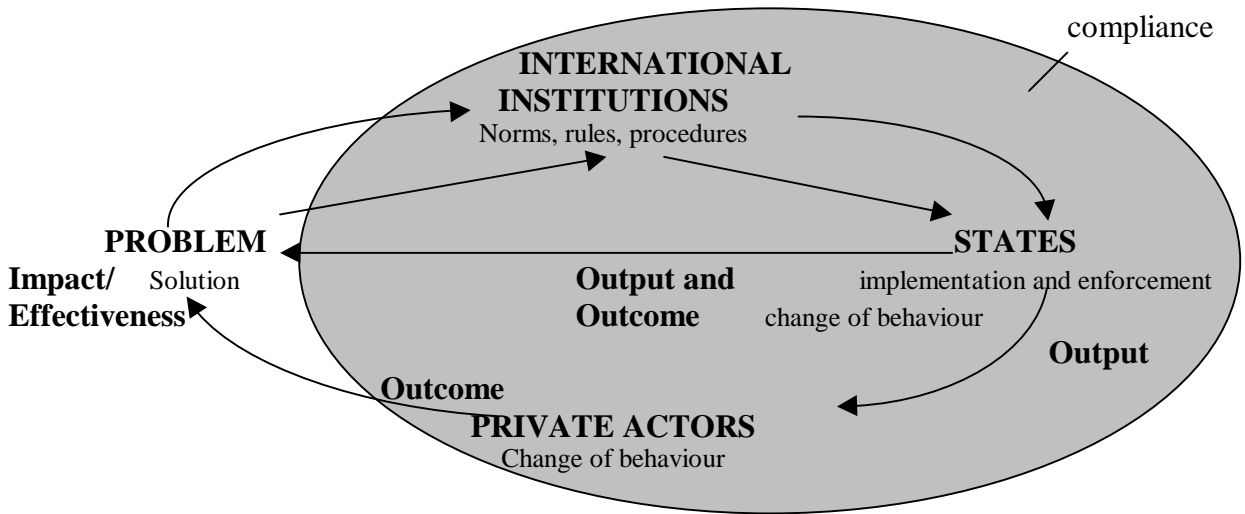 compliance
INTERNATIONAL
INSTITUTIONS
Norms, rules, procedures
PROBLEM
STATES
Impact/ Solution
Output and
implementation and enforcement
Effectiveness
Outcome
change of behaviour
Output
Outcome
PRIVATE ACTORS
Change of behaviour